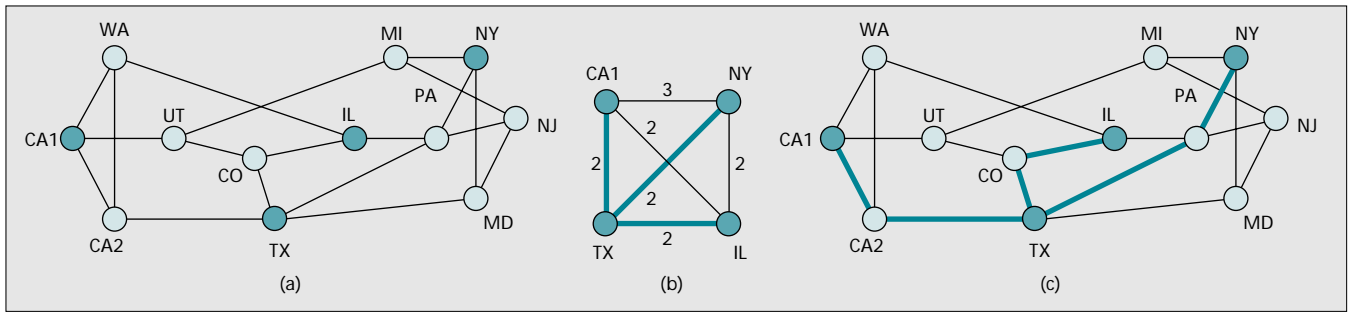 WA
MI
NY
PA
UT
IL
CA1
NJ
CO
CA2
TX
MD
(a)
CA1
NY
3
2
2
2
2
TX
2
IL
(b)
WA
MI
NY
PA
UT
IL
CA1
NJ
CO
CA2
TX
MD
(c)